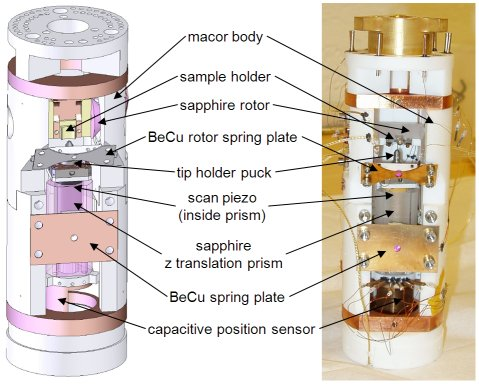 macor body
sample holder
sapphire rotor
BeCu rotor spring plate
tip holder puck
scan piezo
(inside prism)
sapphire
z translation prism
BeCu spring plate
capacitive position sensor